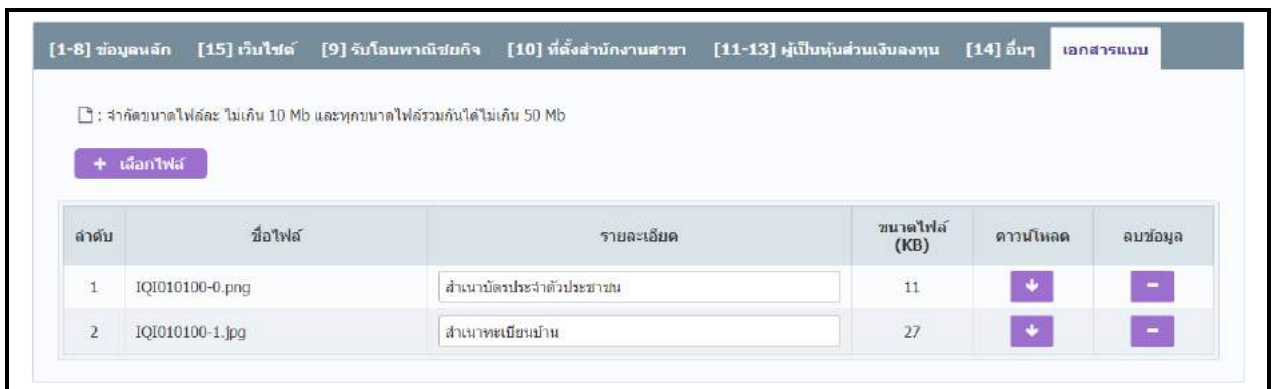 [1-8] ข้อมูลหลัก [15] เว็บไซต์ [9] รับโอนพาณิชยกิจ [10] ที่ตั้งสำนักงานสาขา [11-13] ผู้เป็นหุ้นส่วนเงินลงทุน [14] อื่นๆ เอกสารแนบ
: จำกัดขนาดไฟล์ละ ไม่เกิน 10 Mb และทุกขนาดไฟล์รวมกันได้ไม่เกิน 50 Mb
+ เลือกไฟล์
ลำดับ ชื่อไฟล์ รายละเอียด ขนาดไฟล์ (KB) ดาวน์โหลด ลบข้อมูล
1 IQI010100-0.png สำเนาบัตรประจำตัวประชาชน 11
2 IQI010100-1.jpg สำเนาทะเบียนบ้าน 27